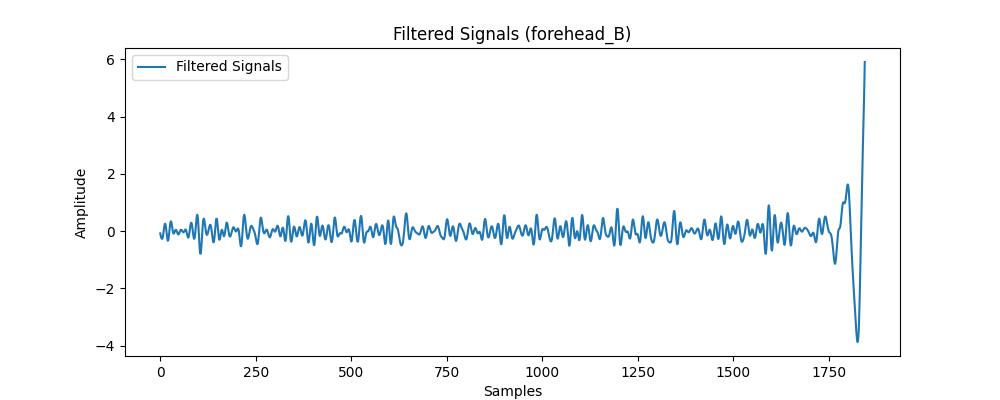 Filtered Signals (forehead_B)
Filtered Signals
6
4
2
0
−2
−4
Amplitude
0 250 500 750 1000 1250 1500 1750
Samples